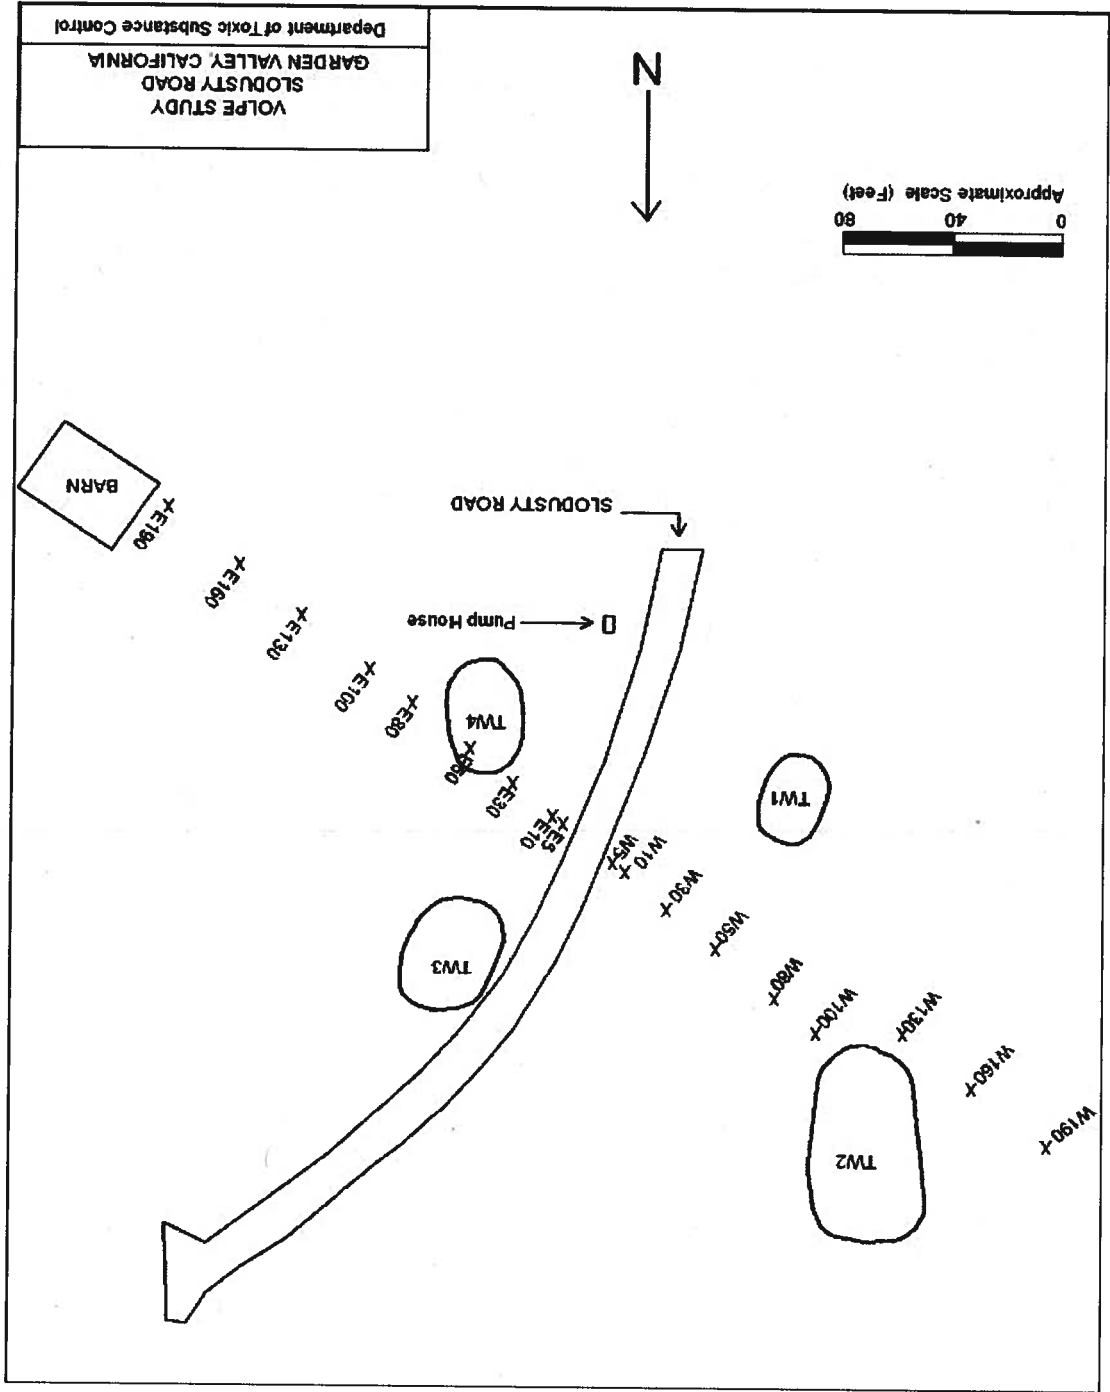 TW2
W190
W160
W130
W100
W80
W50
W30
W10
W5
TW3
TW1
E5
E10
E30
TW4
E80
E100
E130
E160
E190
Pump House
SLODUSTY ROAD
BARN
0 40 80
Approximate Scale (Feet)
N
VOLPE STUDY
SLODUSTY ROAD
GARDEN VALLEY, CALIFORNIA
Department of Toxic Substance Control